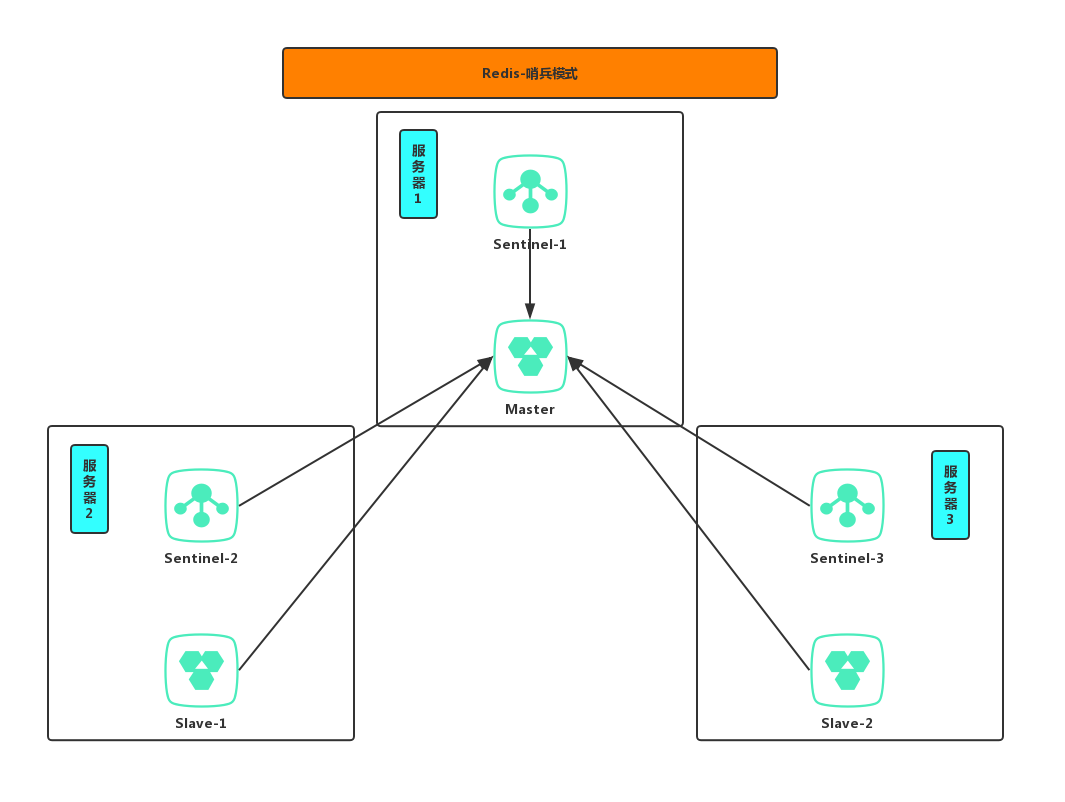 Redis-哨兵模式
服
务
器
1
Sentinel-1
Master
服
务
器
2
Sentinel-2
Slave-1
服
务
器
3
Sentinel-3
Slave-2